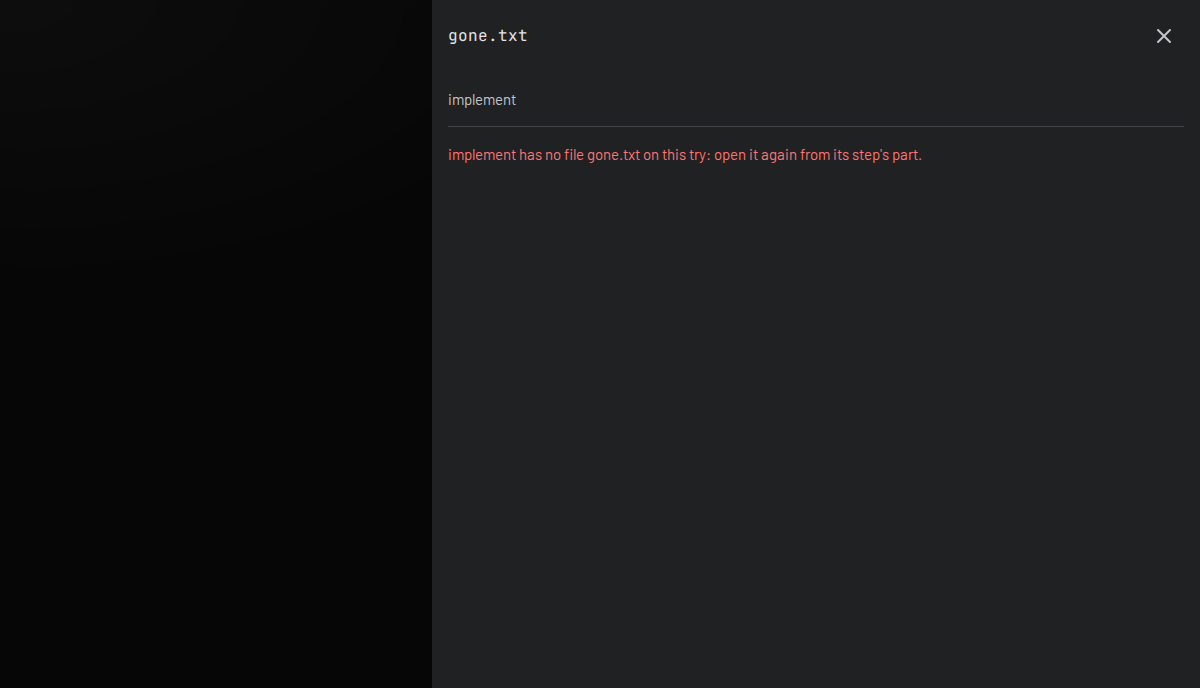 gone.txt
implement
implement has no file gone.txt on this try: open it again from its step's part.